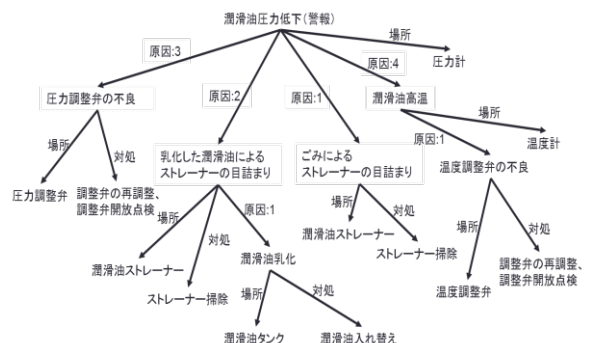 潤滑油圧力低下(警報)
場所
原因:3
圧力計
原因:4
圧力調整弁の不良
原因:2
原因:1
潤滑油高温
場所
原因:1
温度計
場所
対処
乳化した潤滑油による
ストレーナーの目詰まり
ごみによる
ストレーナーの目詰まり
温度調整弁の不良
圧力調整弁
調整弁の再調整、
調整弁開放点検
場所
対処
原因:1
場所
対処
潤滑油ストレーナー
ストレーナー掃除
場所
対処
潤滑油ストレーナー
ストレーナー掃除
潤滑油乳化
温度調整弁
調整弁の再調整、
調整弁開放点検
場所
対処
潤滑油タンク
潤滑油入れ替え